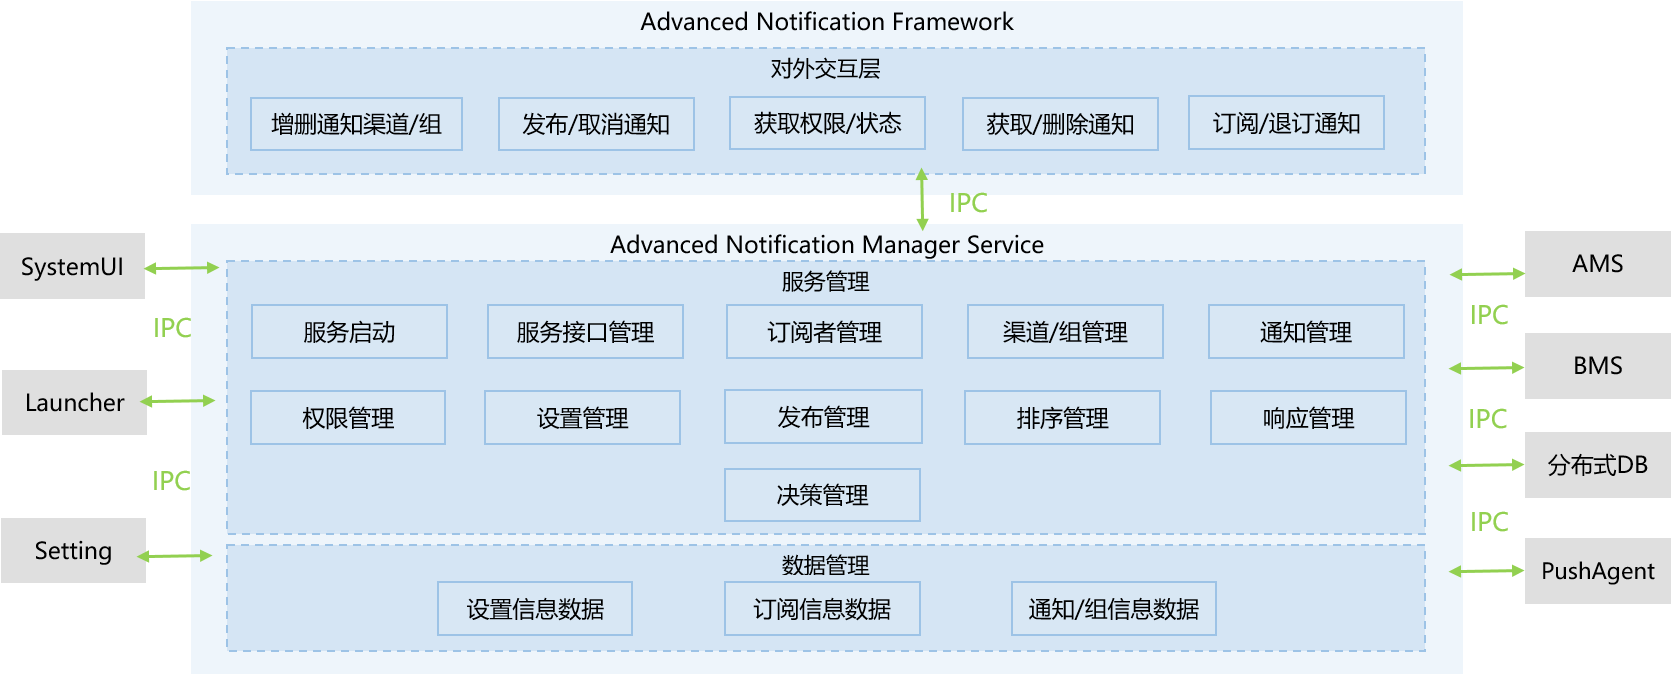 Advanced Notification Framework
对外交互层
增删通知渠道/组
发布/取消通知
获取权限/状态
获取/删除通知
订阅/退订通知
IPC
Advanced Notification Manager Service
服务管理
服务启动
服务接口管理
订阅者管理
渠道/组管理
通知管理
权限管理
设置管理
发布管理
排序管理
响应管理
决策管理
数据管理
设置信息数据
订阅信息数据
通知/组信息数据
SystemUI
IPC
Launcher
IPC
Setting
AMS
IPC
BMS
IPC
分布式DB
IPC
PushAgent